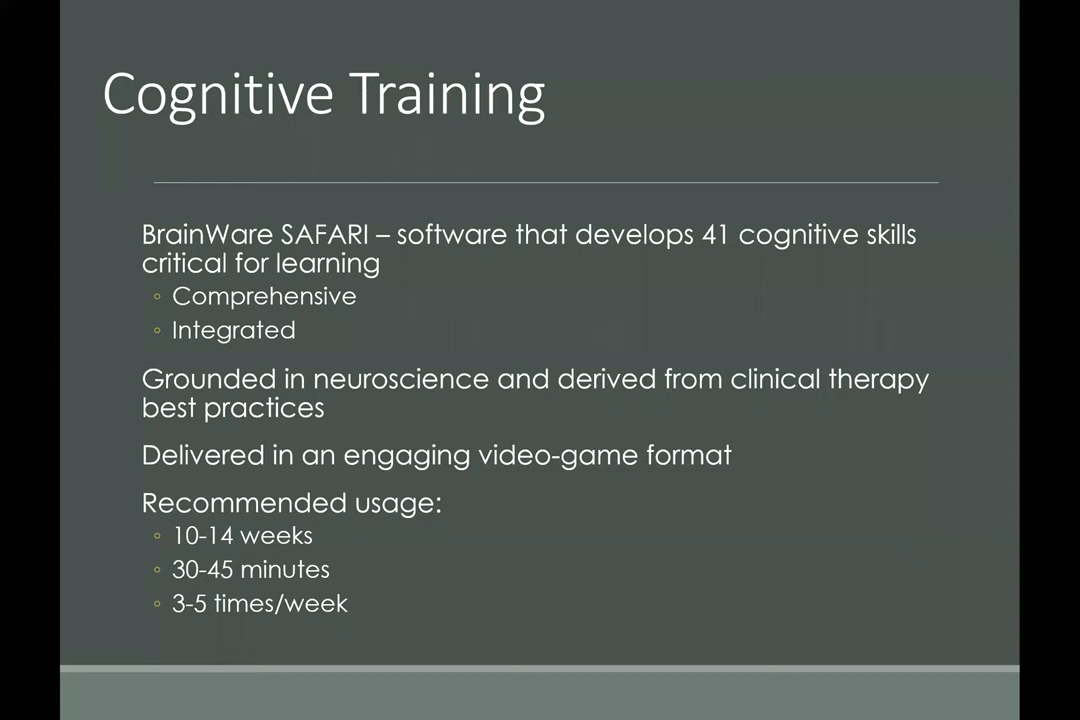 Cognitive Training
BrainWare SAFARI – software that develops 41 cognitive skills
critical for learning
◦ Comprehensive
◦ Integrated
Grounded in neuroscience and derived from clinical therapy
best practices
Delivered in an engaging video-game format
Recommended usage:
◦ 10-14 weeks
◦ 30-45 minutes
◦ 3-5 times/week